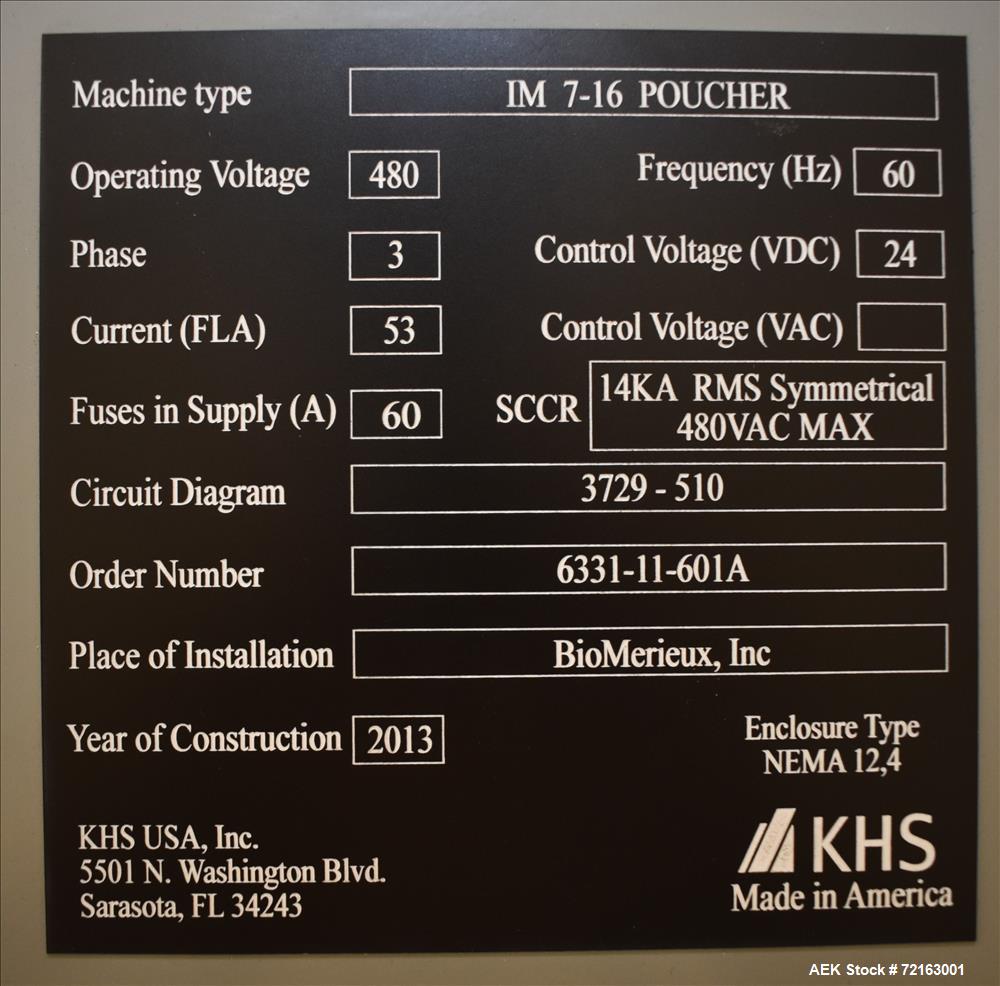 Machine type IM 7-16 POUCHER
Operating Voltage 480 Frequency (Hz) 60
Phase 3 Control Voltage (VDC) 24
Current (FLA) 53 Control Voltage (VAC)
Fuses in Supply (A) 60 SCCR 14KA RMS Symmetrical
480VAC MAX
Circuit Diagram 3729 - 510
Order Number 6331-11-601A
Place of Installation BioMerieux, Inc
Year of Construction 2013
Enclosure Type
NEMA 12,4
KHS USA, Inc.
5501 N. Washington Blvd.
Sarasota, FL 34243
KHS
Made in America
AEK Stock # 72163001